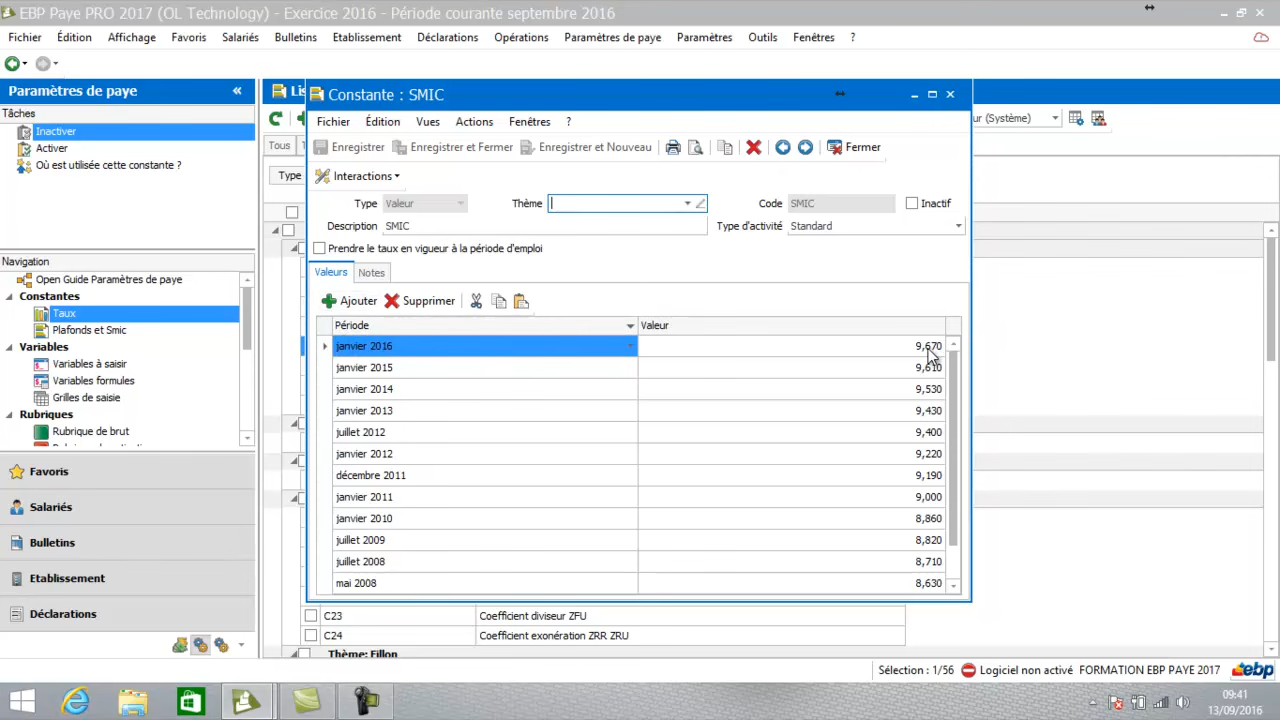 EBP Paye PRO 2017 (OL Technology) - Exercice 2016 - Période courante septembre 2016
Fichier Édition Affichage Favoris Salariés Bulletins Etablissement Déclarations Opérations Paramètres de paye Paramètres Outils Fenêtres ?
Paramètres de paye «
Tâches
Inactiver
Activer
Où est utilisée cette constante ?
Navigation
Open Guide Paramètres de paye
Constantes
Taux
Plafonds et Smic
Variables
Variables à saisir
Variables formules
Grilles de saisie
Rubriques
Rubrique de brut
Favoris
Salariés
Bulletins
Etablissement
Déclarations
Lis
(Système)
Tous
Type
Constante : SMIC
Fichier Édition Vues Actions Fenêtres ?
Enregistrer Enregistrer et Fermer Enregistrer et Nouveau Fermer
Interactions
Type Valeur Thème Code SMIC Inactif
Description SMIC Type d'activité Standard
Prendre le taux en vigueur à la période d'emploi
Valeurs Notes
Ajouter Supprimer
Période Valeur
janvier 2016 9,670
janvier 2015 9,610
janvier 2014 9,530
janvier 2013 9,430
juillet 2012 9,400
janvier 2012 9,220
décembre 2011 9,190
janvier 2011 9,000
janvier 2010 8,860
juillet 2009 8,820
juillet 2008 8,710
mai 2008 8,630
C23 Coefficient diviseur ZFU
C24 Coefficient exonération ZRR ZRU
Thème: Fillon
Sélection : 1/56 Logiciel non activé FORMATION EBP PAYE 2017 ebp
09:41
13/09/2016